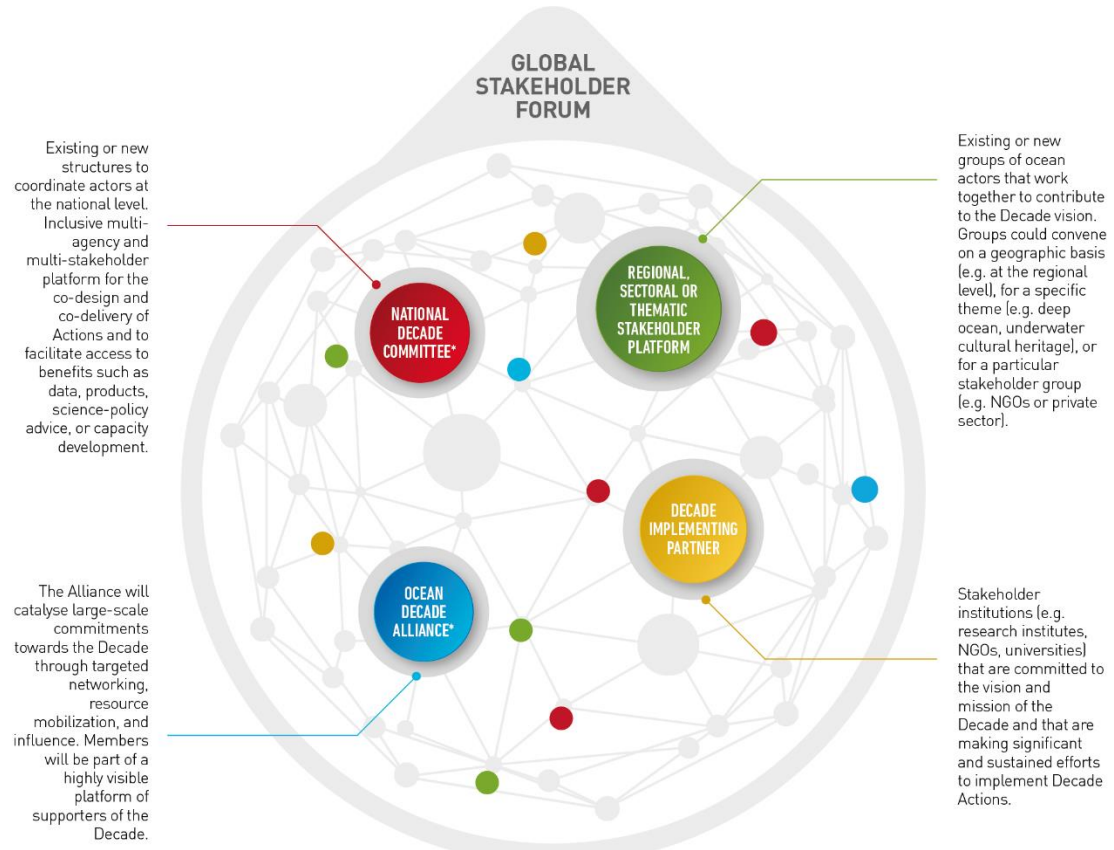 GLOBAL
STAKEHOLDER
FORUM
Existing or new
structures to
coordinate actors at
the national level.
Inclusive multi-
agency and
multi-stakeholder
platform for the
co-design and
co-delivery of
Actions and to
facilitate access to
benefits such as
data, products,
science-policy
advice, or capacity
development.
NATIONAL
DECADE
COMMITTEE*
REGIONAL,
SECTORAL OR
THEMATIC
STAKEHOLDER
PLATFORM
Existing or new
groups of ocean
actors that work
together to contribute
to the Decade vision.
Groups could convene
on a geographic basis
(e.g. at the regional
level), for a specific
theme (e.g. deep
ocean, underwater
cultural heritage), or
for a particular
stakeholder group
(e.g. NGOs or private
sector).
The Alliance will
catalyse large-scale
commitments
towards the Decade
through targeted
networking,
resource
mobilization, and
influence. Members
will be part of a
highly visible
platform of
supporters of the
Decade.
OCEAN
DECADE
ALLIANCE*
DECADE
IMPLEMENTING
PARTNER
Stakeholder
institutions (e.g.
research institutes,
NGOs, universities)
that are committed to
the vision and
mission of the
Decade and that are
making significant
and sustained efforts
to implement Decade
Actions.